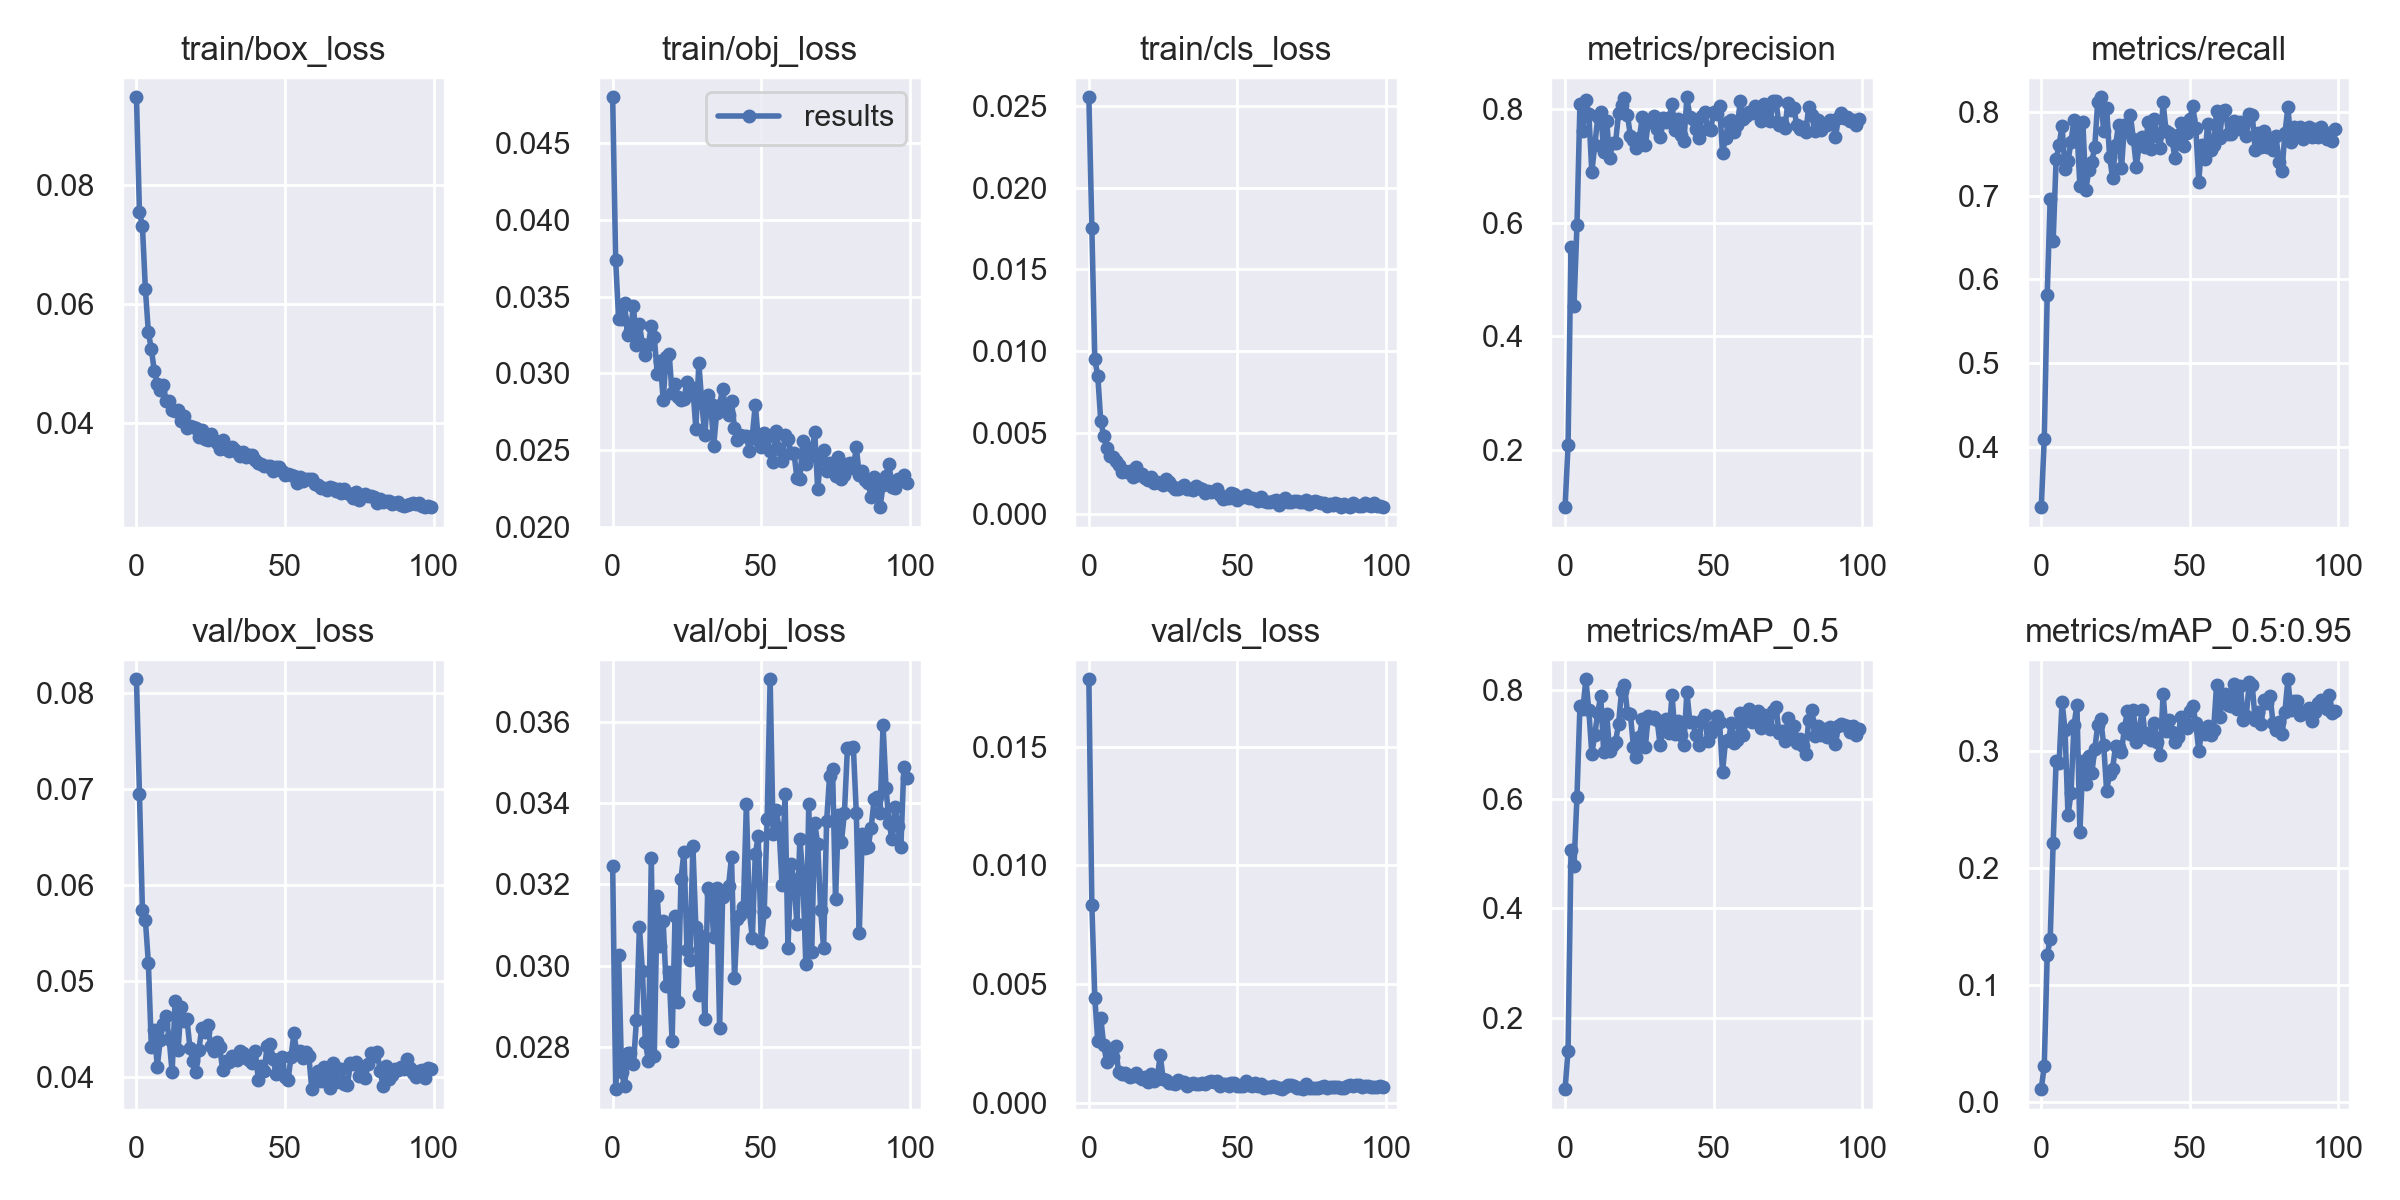 train/box_loss
train/obj_loss
train/cls_loss
metrics/precision
metrics/recall
results
0.08
0.06
0.04
0 50 100
0.045
0.040
0.035
0.030
0.025
0.020
0 50 100
0.025
0.020
0.015
0.010
0.005
0.000
0 50 100
0.8
0.6
0.4
0.2
0 50 100
0.8
0.7
0.6
0.5
0.4
0 50 100
val/box_loss
val/obj_loss
val/cls_loss
metrics/mAP_0.5
metrics/mAP_0.5:0.95
0.08
0.07
0.06
0.05
0.04
0 50 100
0.036
0.034
0.032
0.030
0.028
0 50 100
0.015
0.010
0.005
0.000
0 50 100
0.8
0.6
0.4
0.2
0 50 100
0.3
0.2
0.1
0.0
0 50 100